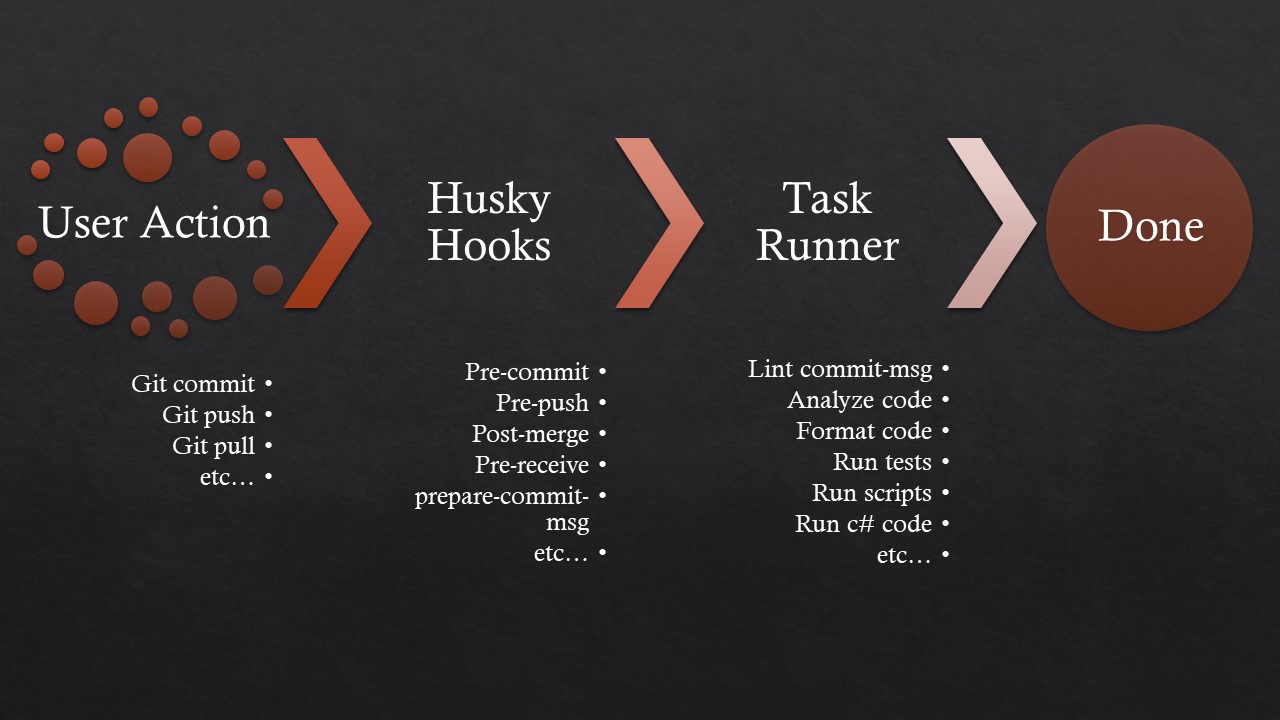 User Action
Husky
Hooks
Task
Runner
Done
Git commit •
Git push •
Git pull •
etc… •
Pre-commit •
Pre-push •
Post-merge •
Pre-receive •
prepare-commit- •
msg
etc… •
Lint commit-msg •
Analyze code •
Format code •
Run tests •
Run scripts •
Run c# code •
etc… •